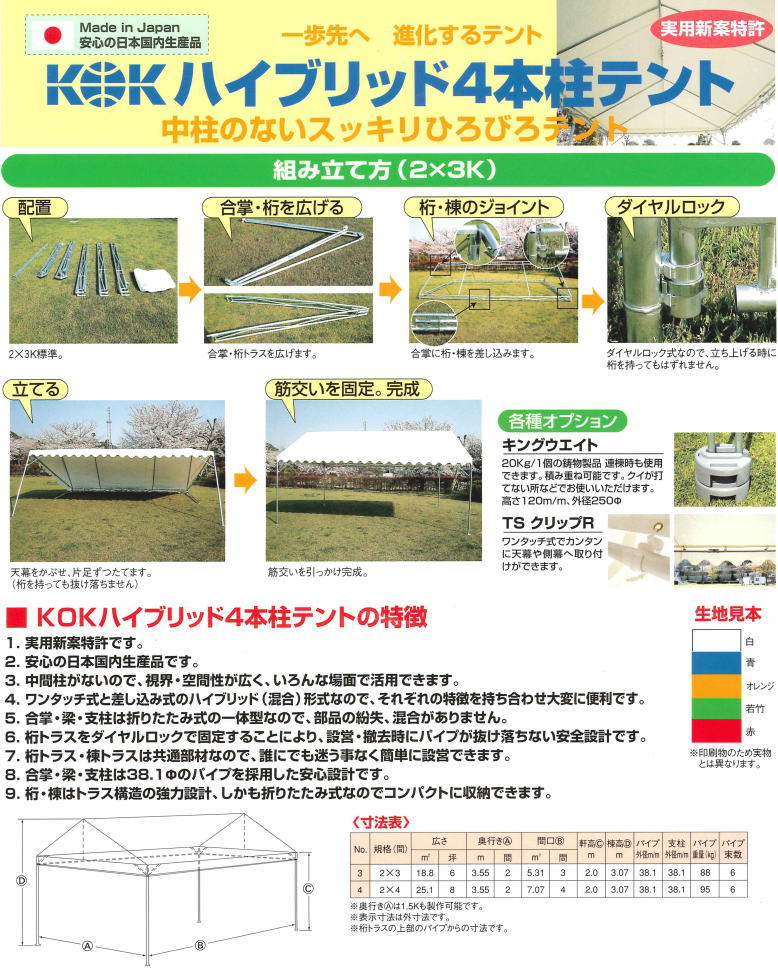 Made in Japan
安心の日本国内生産品
一歩先へ 進化するテント
実用新案特許
KOKハイブリッド4本柱テント
中柱のないスッキリひろびろテント
組み立て方(2×3K)
配置
合掌・桁を広げる
桁・棟のジョイント
ダイヤルロック
2×3K標準。
合掌・桁トラスを広げます。
合掌に桁・棟を差し込みます。
ダイヤルロック式なので、立ち上げる時に
桁を持ってもはずれません。
立てる
筋交いを固定。完成
天幕をかぶせ、片足ずつたてます。
(桁を持っても抜け落ちません)
筋交いを引っかけ完成。
各種オプション
キングウエイト
20Kg/1個の鋳物製品 連棟時も使用
できます。積み重ね可能です。クイが打
てない所などでお使いいただけます。
高さ120m/m、外径250Φ
TS クリップR
ワンタッチ式でカンタン
に天幕や側幕へ取り付
けができます。
■ KOKハイブリッド4本柱テントの特徴
1. 実用新案特許です。
2. 安心の日本国内生産品です。
3. 中間柱がないので、視界・空間性が広く、いろんな場面で活用できます。
4. ワンタッチ式と差し込み式のハイブリッド(混合)形式なので、それぞれの特徴を持ち合わせ大変に便利です。
5. 合掌・梁・支柱は折りたたみ式の一体型なので、部品の紛失、混合がありません。
6. 桁トラスをダイヤルロックで固定することにより、設営・撤去時にパイプが抜け落ちない安全設計です。
7. 桁トラス・棟トラスは共通部材なので、誰にでも迷う事なく簡単に設営できます。
8. 合掌・梁・支柱は38.1Φのパイプを採用した安心設計です。
9. 桁・棟はトラス構造の強力設計、しかも折りたたみ式なのでコンパクトに収納できます。
生地見本
白
青
オレンジ
若竹
赤
※印刷物のため実物
とは異なります。
Ⓐ
Ⓑ
Ⓒ
Ⓓ
〈寸法表〉
No. 規格(間) 広さ 奥行きⒶ 間口Ⓑ 軒高Ⓒ m 棟高Ⓓ m パイプ 外径m/m 支柱 外径m/m パイプ 重量(kg) パイプ 束数
㎡ 坪 m 間 ㎡ 間
3 2×3 18.8 6 3.55 2 5.31 3 2.0 3.07 38.1 38.1 88 6
4 2×4 25.1 8 3.55 2 7.07 4 2.0 3.07 38.1 38.1 95 6
※奥行きⒶは1.5Kも製作可能です。
※表示寸法は外寸法です。
※桁トラスの上部のパイプからの寸法です。